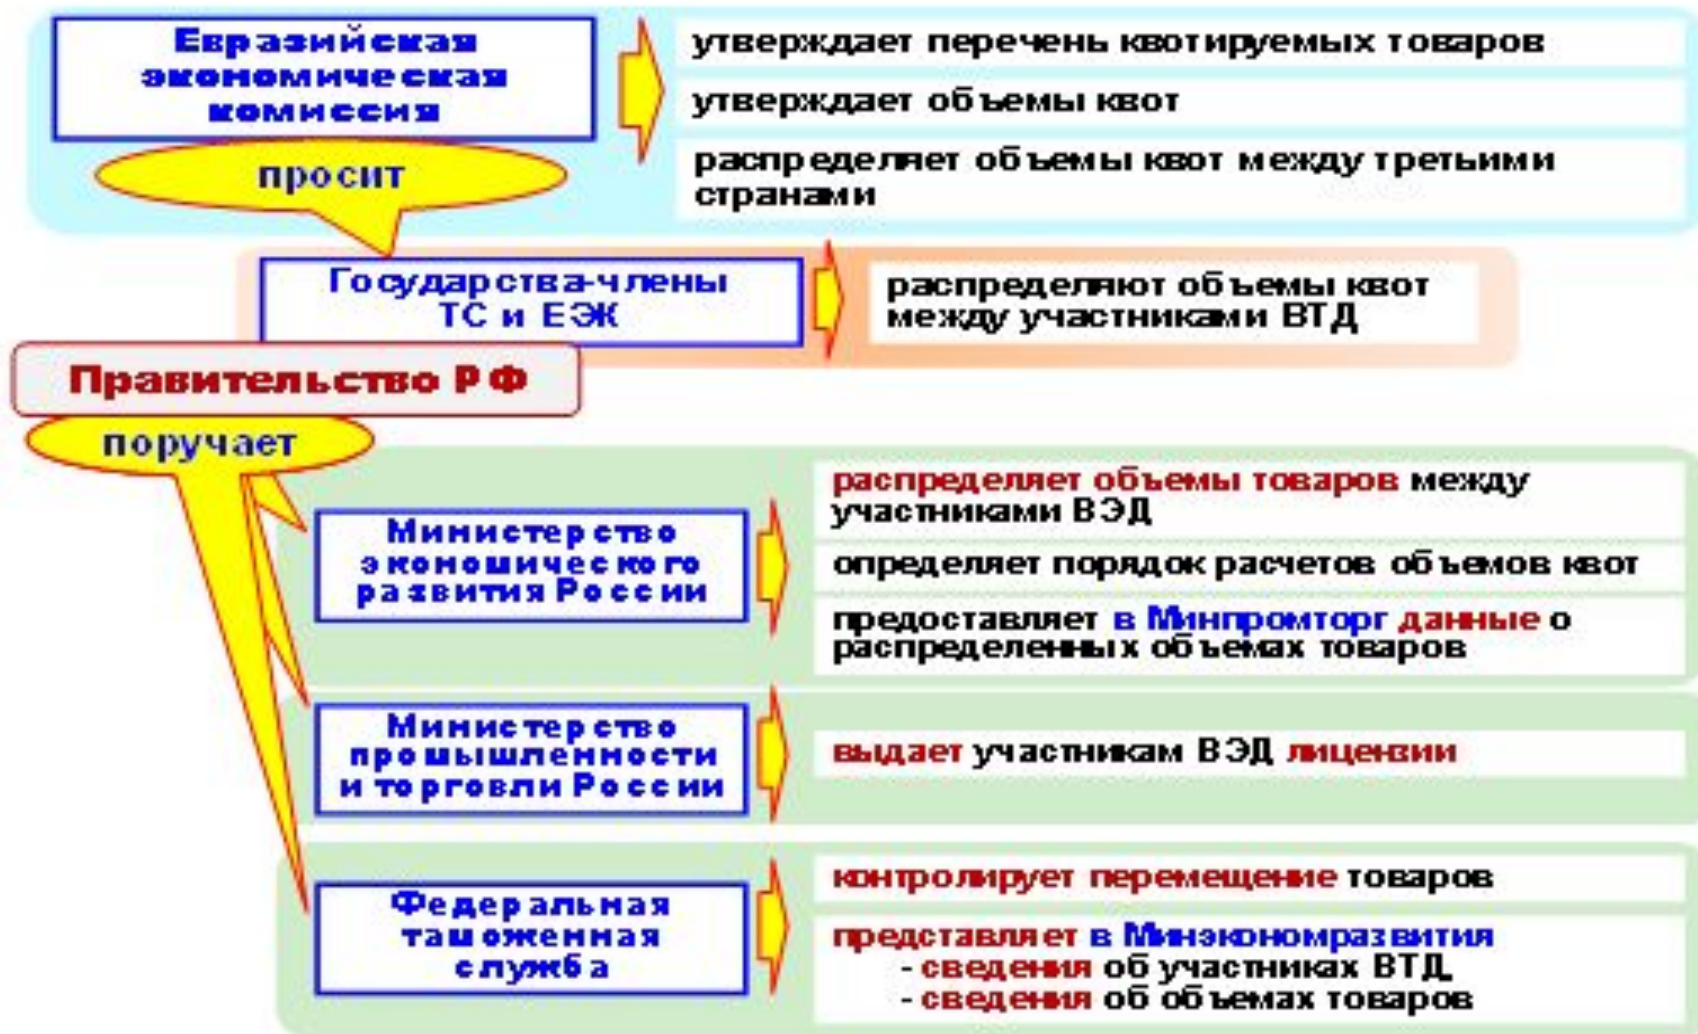 Евразийская
экономическая
комиссия
утверждает перечень квотируемых товаров
утверждает объемы квот
распределяет объемы квот между третьими
странами
просит
Государства-члены
ТС и ЕЭК
распределяют объемы квот
между участниками ВТД
Правительство РФ
поручает
Министерство
экономического
развития России
распределяет объемы товаров между
участниками ВЭД
определяет порядок расчетов объемов квот
предоставляет в Минпромторг данные о
распределенных объемах товаров
Министерство
промышленности
и торговли России
выдает участникам ВЭД лицензии
Федеральная
таможенная
служба
контролирует перемещение товаров
представляет в Минэкономразвития
- сведения об участниках ВТД,
- сведения об объемах товаров